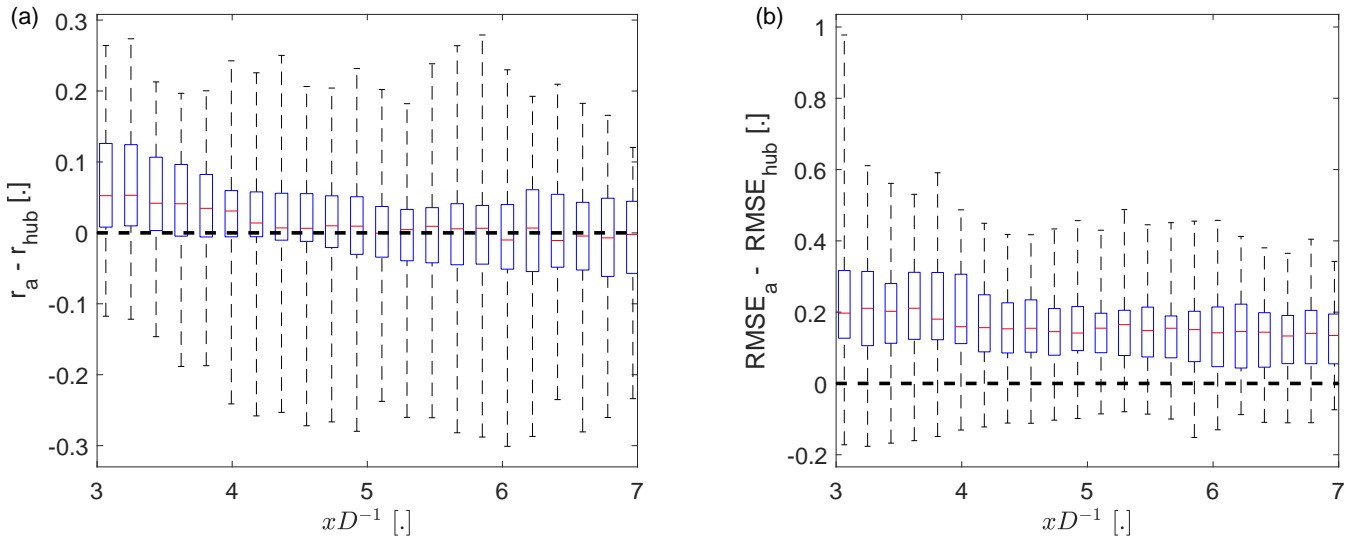 (a)
0.3
0.2
0.1
0
-0.1
-0.2
-0.3
r_a - r_hub [.]
3 4 5 6 7
xD^{-1} [.]
(b)
1
0.8
0.6
0.4
0.2
0
-0.2
RMSE_a - RMSE_hub [.]
3 4 5 6 7
xD^{-1} [.]